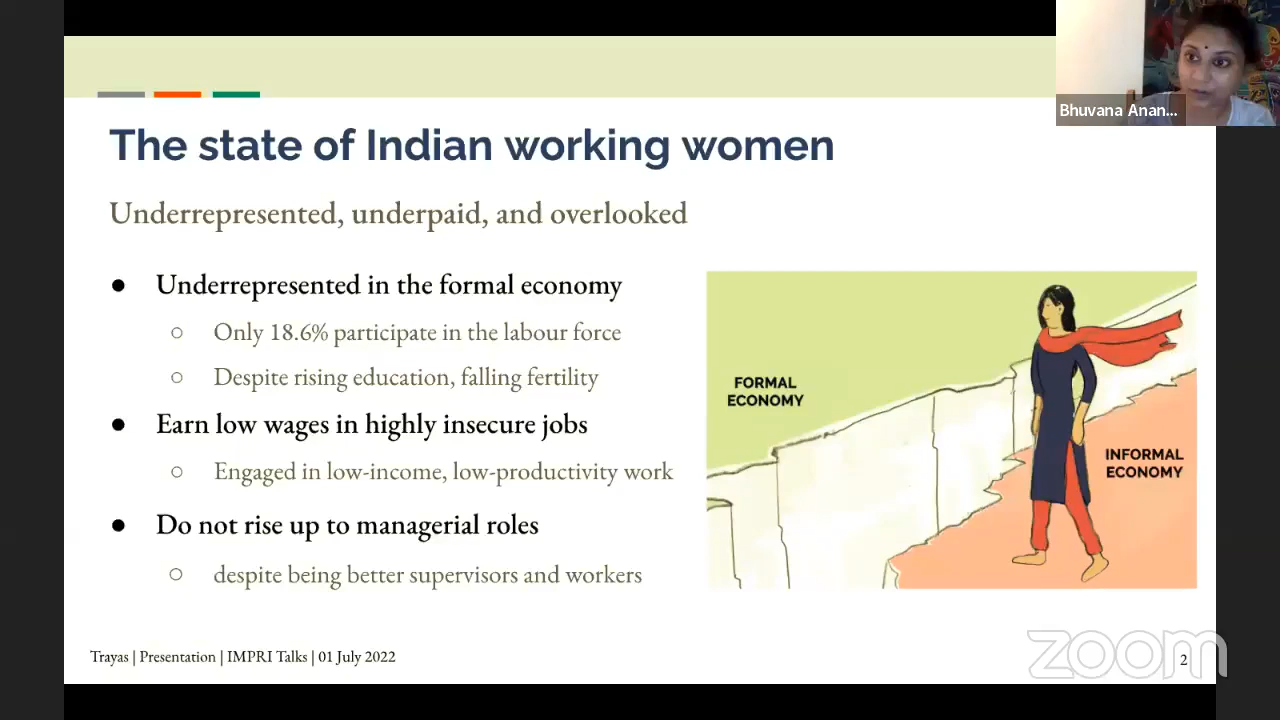 Bhuvana Anan...
The state of Indian working women
Underrepresented, underpaid, and overlooked
● Underrepresented in the formal economy
○ Only 18.6% participate in the labour force
○ Despite rising education, falling fertility
● Earn low wages in highly insecure jobs
○ Engaged in low-income, low-productivity work
● Do not rise up to managerial roles
○ despite being better supervisors and workers
FORMAL
ECONOMY
INFORMAL
ECONOMY
Trayas | Presentation | IMPRI Talks | 01 July 2022
zoom
2